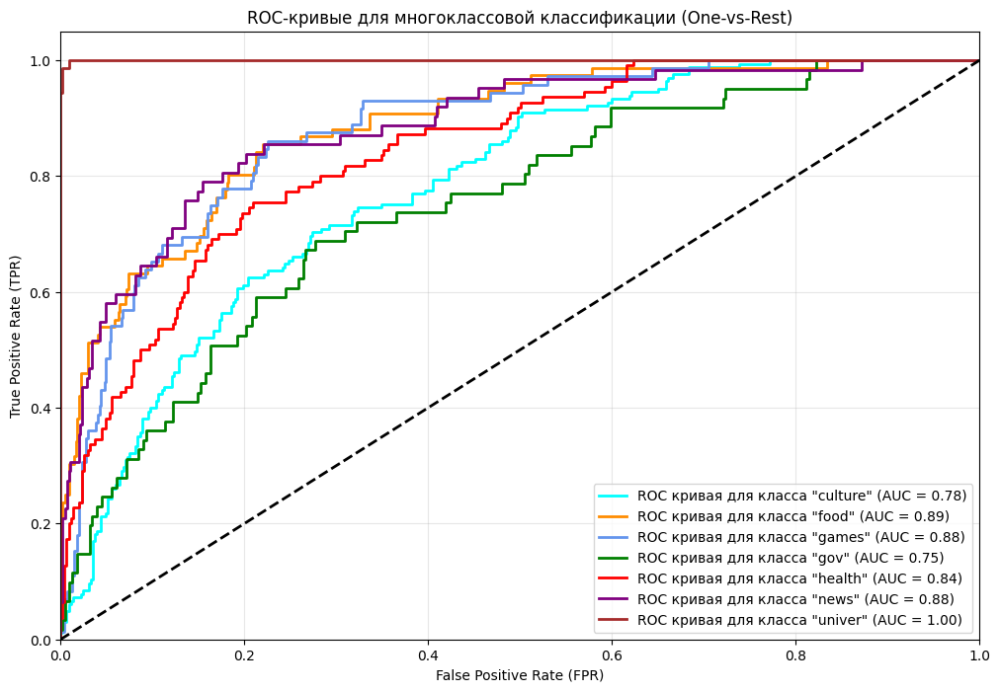 ROC-кривые для многоклассовой классификации (One-vs-Rest)
True Positive Rate (TPR)
1.0
0.8
0.6
0.4
0.2
0.0
ROC кривая для класса "culture" (AUC = 0.78)
ROC кривая для класса "food" (AUC = 0.89)
ROC кривая для класса "games" (AUC = 0.88)
ROC кривая для класса "gov" (AUC = 0.75)
ROC кривая для класса "health" (AUC = 0.84)
ROC кривая для класса "news" (AUC = 0.88)
ROC кривая для класса "univer" (AUC = 1.00)
0.0 0.2 0.4 0.6 0.8 1.0
False Positive Rate (FPR)